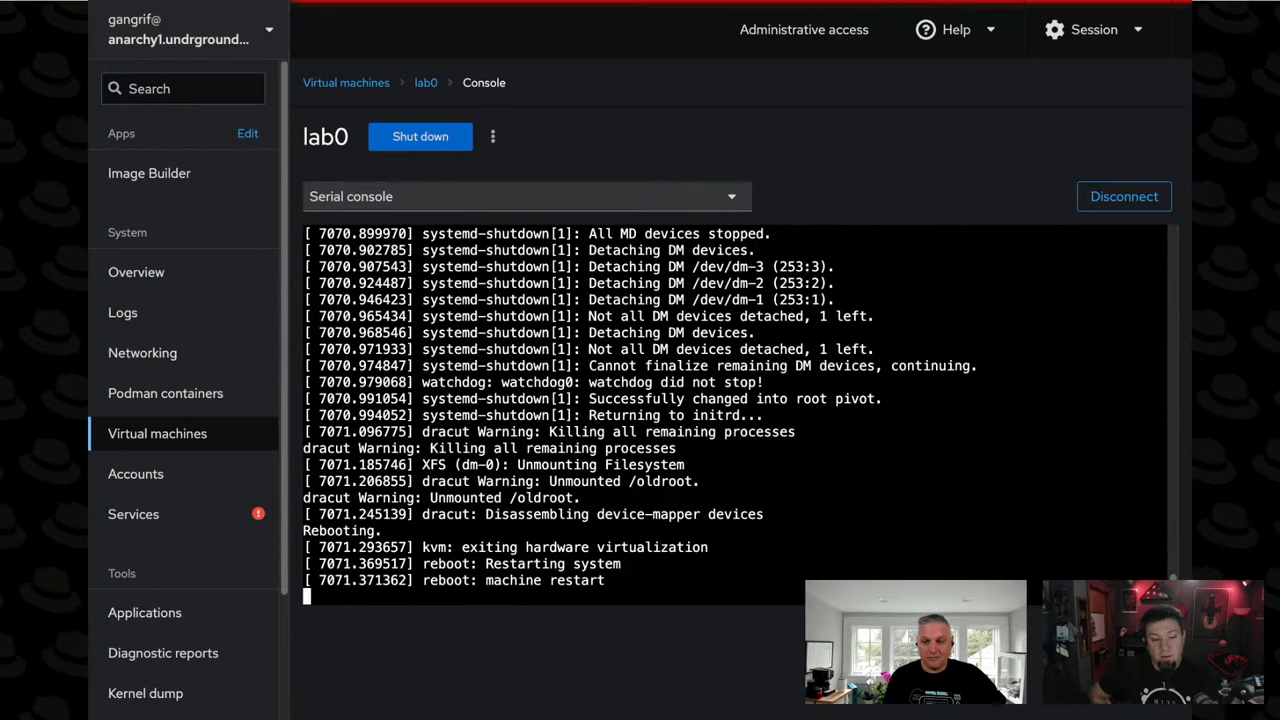 gangrif@
anarchy1.undrground...
Search
Apps
Edit
Image Builder
System
Overview
Logs
Networking
Podman containers
Virtual machines
Accounts
Services
Tools
Applications
Diagnostic reports
Kernel dump
Administrative access
Help
Session
Virtual machines > lab0 > Console
lab0
Shut down
Serial console
Disconnect
[ 7070.899970] systemd-shutdown[1]: All MD devices stopped.
[ 7070.902785] systemd-shutdown[1]: Detaching DM devices.
[ 7070.907543] systemd-shutdown[1]: Detaching DM /dev/dm-3 (253:3).
[ 7070.924487] systemd-shutdown[1]: Detaching DM /dev/dm-2 (253:2).
[ 7070.946423] systemd-shutdown[1]: Detaching DM /dev/dm-1 (253:1).
[ 7070.965434] systemd-shutdown[1]: Not all DM devices detached, 1 left.
[ 7070.968546] systemd-shutdown[1]: Detaching DM devices.
[ 7070.971933] systemd-shutdown[1]: Not all DM devices detached, 1 left.
[ 7070.974847] systemd-shutdown[1]: Cannot finalize remaining DM devices, continuing.
[ 7070.979068] watchdog: watchdog0: watchdog did not stop!
[ 7070.991054] systemd-shutdown[1]: Successfully changed into root pivot.
[ 7070.994052] systemd-shutdown[1]: Returning to initrd...
[ 7071.096775] dracut Warning: Killing all remaining processes
dracut Warning: Killing all remaining processes
[ 7071.185746] XFS (dm-0): Unmounting Filesystem
[ 7071.206855] dracut Warning: Unmounted /oldroot.
dracut Warning: Unmounted /oldroot.
[ 7071.245139] dracut: Disassembling device-mapper devices
Rebooting.
[ 7071.293657] kvm: exiting hardware virtualization
[ 7071.369517] reboot: Restarting system
[ 7071.371362] reboot: machine restart